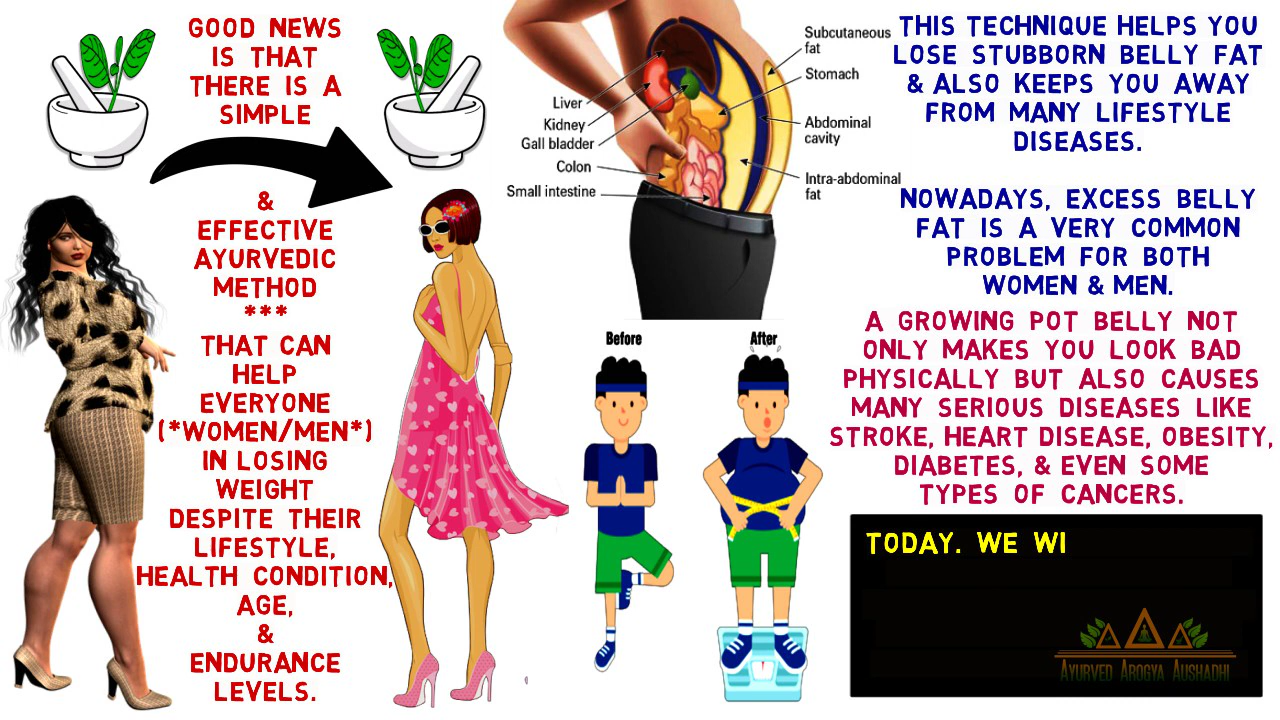 GOOD NEWS
IS THAT
THERE IS A
SIMPLE
&
EFFECTIVE
AYURVEDIC
METHOD
***
THAT CAN
HELP
EVERYONE
(*WOMEN/MEN*)
IN LOSING
WEIGHT
DESPITE THEIR
LIFESTYLE,
HEALTH CONDITION,
AGE,
&
ENDURANCE
LEVELS.
Liver
Kidney
Gall bladder
Colon
Small intestine
Subcutaneous
fat
Stomach
Abdominal
cavity
Intra-abdominal
fat
Before
After
THIS TECHNIQUE HELPS YOU
LOSE STUBBORN BELLY FAT
& ALSO KEEPS YOU AWAY
FROM MANY LIFESTYLE
DISEASES.
NOWADAYS, EXCESS BELLY
FAT IS A VERY COMMON
PROBLEM FOR BOTH
WOMEN & MEN.
A GROWING POT BELLY NOT
ONLY MAKES YOU LOOK BAD
PHYSICALLY BUT ALSO CAUSES
MANY SERIOUS DISEASES LIKE
STROKE, HEART DISEASE, OBESITY,
DIABETES, & EVEN SOME
TYPES OF CANCERS.
TODAY. WE WI
AYURVED AROGYA AUSHADHI